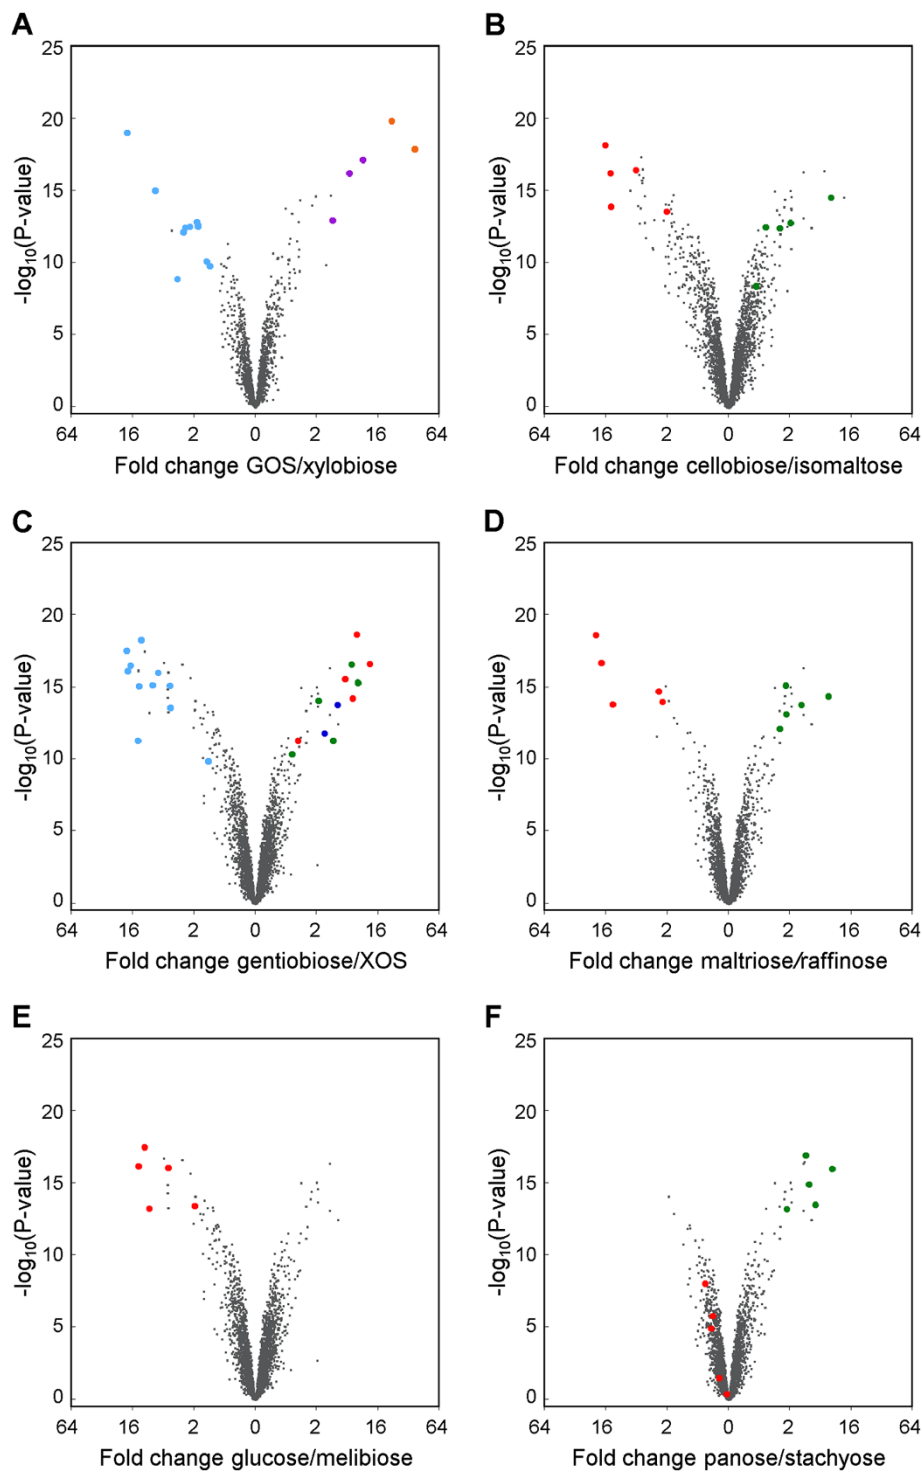 A
25
20
15
10
5
0
-log10(P-value)
64 16 2 0 2 16 64
Fold change GOS/xylobiose
B
25
20
15
10
5
0
-log10(P-value)
64 16 2 0 2 16 64
Fold change cellobiose/isomaltose
C
25
20
15
10
5
0
-log10(P-value)
64 16 2 0 2 16 64
Fold change gentiobiose/XOS
D
25
20
15
10
5
0
-log10(P-value)
64 16 2 0 2 16 64
Fold change maltriose/raffinose
E
25
20
15
10
5
0
-log10(P-value)
64 16 2 0 2 16 64
Fold change glucose/melibiose
F
25
20
15
10
5
0
-log10(P-value)
64 16 2 0 2 16 64
Fold change panose/stachyose